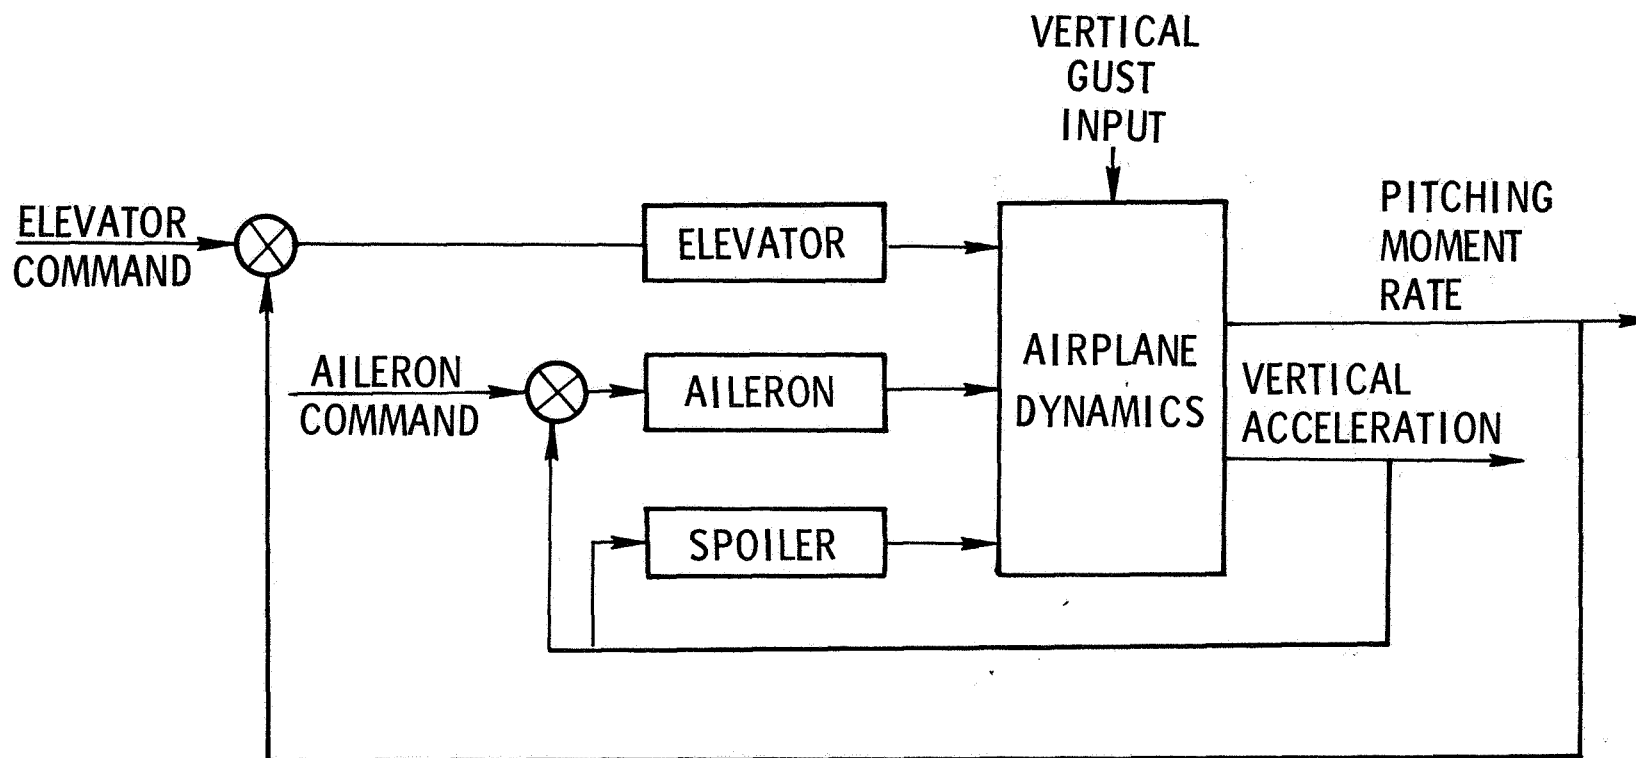 VERTICAL
GUST
INPUT
ELEVATOR
COMMAND
ELEVATOR
PITCHING
MOMENT
RATE
AILERON
COMMAND
AILERON
AIRPLANE
DYNAMICS
VERTICAL
ACCELERATION
SPOILER